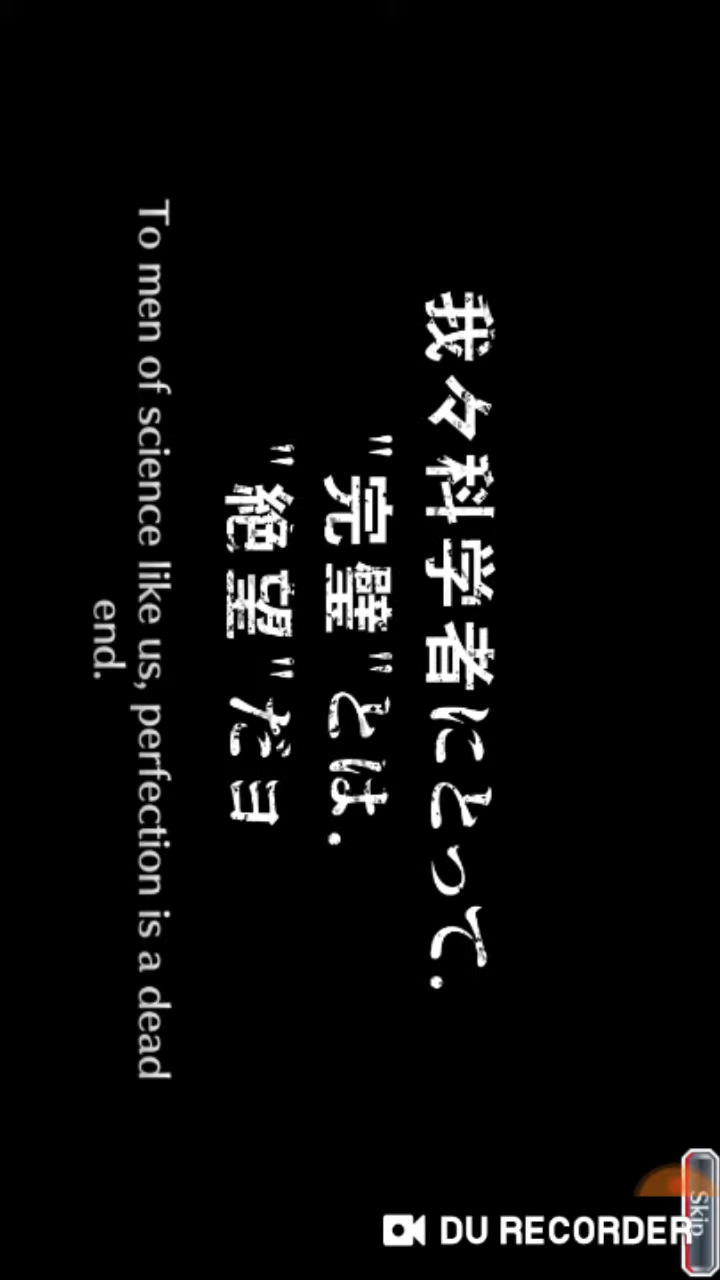 我々科学者にとって.
"完璧"とは.
"絶望"だヨ
To men of science like us, perfection is a dead
end.
Skip
DU RECORDER